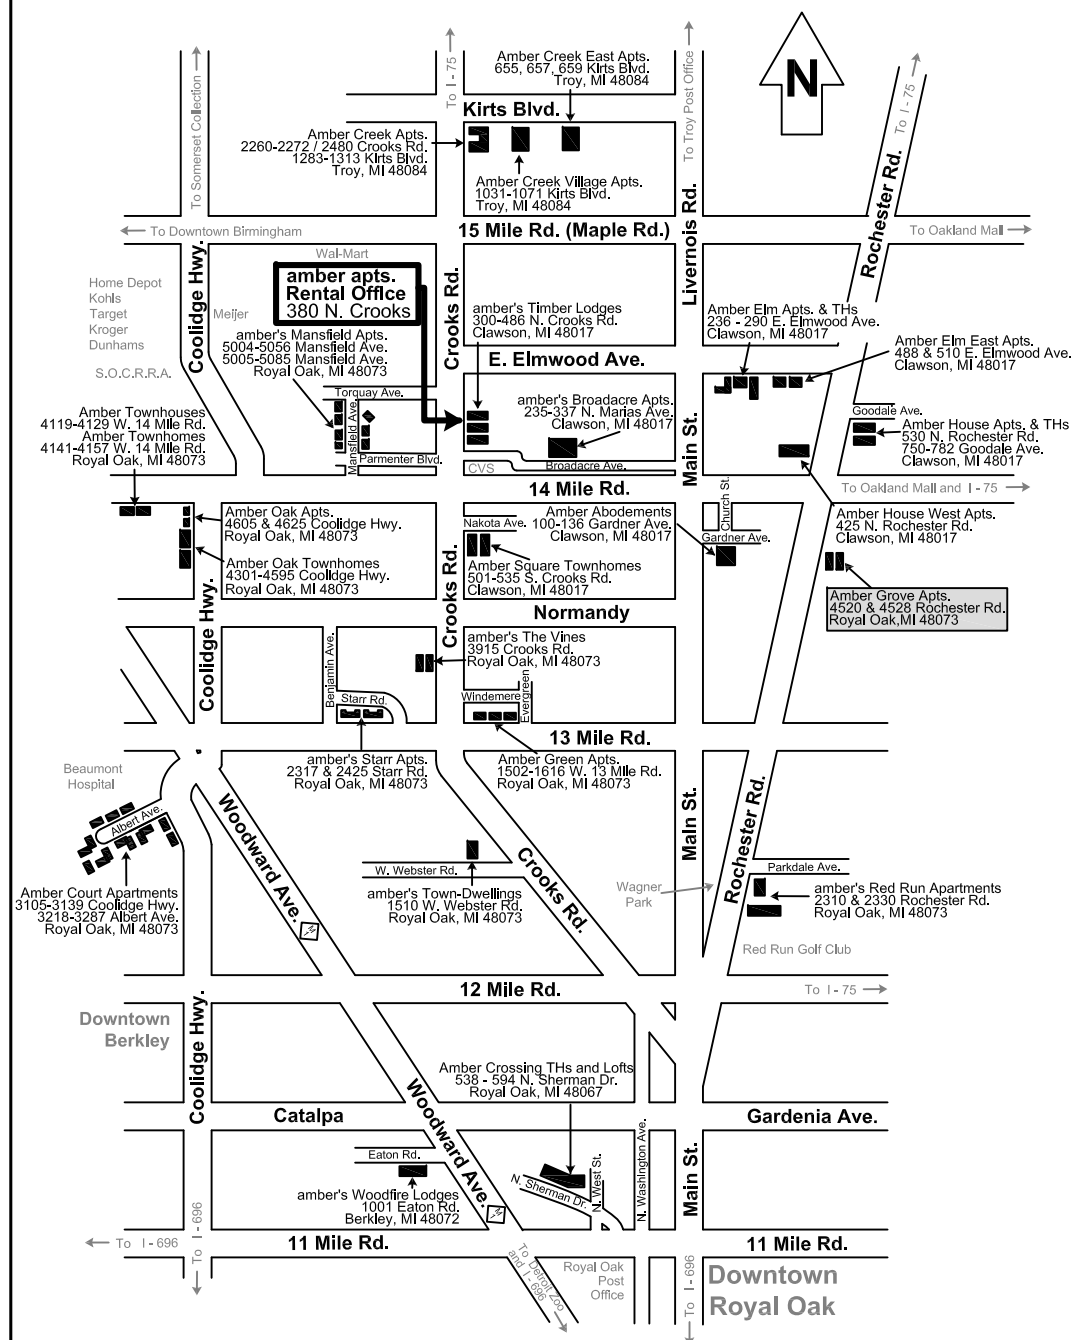 N
To Somerset Collection
To I - 75
To Troy Post Office
To I - 75
Amber Creek East Apts.
655, 657, 659 Kirts Blvd.
Troy, MI 48084
Kirts Blvd.
Amber Creek Apts.
2260-2272 / 2480 Crooks Rd.
1283-1313 Kirts Blvd.
Troy, MI 48084
Amber Creek Village Apts.
1031-1071 Kirts Blvd.
Troy, MI 48084
Livernois Rd.
Rochester Rd.
To Downtown Birmingham
15 Mile Rd. (Maple Rd.)
To Oakland Mall
Coolidge Hwy.
Wal-Mart
Crooks Rd.
Home Depot
Kohls
Target
Kroger
Dunhams
S.O.C.R.R.A.
Meijer
amber apts.
Rental Office
380 N. Crooks
amber's Timber Lodges
300-486 N. Crooks Rd.
Clawson, MI 48017
Amber Elm Apts. & THs
236 - 290 E. Elmwood Ave.
Clawson, MI 48017
Amber Elm East Apts.
488 & 510 E. Elmwood Ave.
Clawson, MI 48017
amber's Mansfield Apts.
5004-5056 Mansfield Ave.
5005-5085 Mansfield Ave.
Royal Oak, MI 48073
E. Elmwood Ave.
Torquay Ave.
Mansfield Ave.
Parmenter Blvd.
amber's Broadacre Apts.
235-337 N. Marias Ave.
Clawson, MI 48017
Goodale Ave.
Amber House Apts. & THs
530 N. Rochester Rd.
750-782 Goodale Ave.
Clawson, MI 48017
Amber Townhouses
4119-4129 W. 14 Mile Rd.
Amber Townhomes
4141-4157 W. 14 Mile Rd.
Royal Oak, MI 48073
CVS
Broadacre Ave.
Main St.
14 Mile Rd.
To Oakland Mall and I - 75
Amber Oak Apts.
4605 & 4625 Coolidge Hwy.
Royal Oak, MI 48073
Amber Oak Townhomes
4301-4595 Coolidge Hwy.
Royal Oak, MI 48073
Nakota Ave.
Amber Abodements
100-136 Gardner Ave.
Clawson, MI 48017
Church St.
Gardner Ave.
Amber House West Apts.
425 N. Rochester Rd.
Clawson, MI 48017
Amber Square Townhomes
501-535 S. Crooks Rd.
Clawson, MI 48017
Amber Grove Apts.
4520 & 4528 Rochester Rd.
Royal Oak,MI 48073
Crooks Rd.
Normandy
Coolidge Hwy.
Benjamin Ave.
amber's The Vines
3915 Crooks Rd.
Royal Oak, MI 48073
Starr Rd.
Windemere
Evergreen
13 Mile Rd.
amber's Starr Apts.
2317 & 2425 Starr Rd.
Royal Oak, MI 48073
Amber Green Apts.
1502-1616 W. 13 Mile Rd.
Royal Oak, MI 48073
Beaumont
Hospital
Albert Ave.
Woodward Ave.
Crooks Rd.
Main St.
Rochester Rd.
W. Webster Rd.
Parkdale Ave.
Wagner
Park
Amber Court Apartments
3105-3139 Coolidge Hwy.
3218-3287 Albert Ave.
Royal Oak, MI 48073
amber's Town-Dwellings
1510 W. Webster Rd.
Royal Oak, MI 48073
amber's Red Run Apartments
2310 & 2330 Rochester Rd.
Royal Oak, MI 48073
Red Run Golf Club
12 Mile Rd.
To I - 75
Downtown
Berkley
Coolidge Hwy.
Amber Crossing THs and Lofts
538 - 594 N. Sherman Dr.
Royal Oak, MI 48067
Woodward Ave.
Catalpa
Gardenia Ave.
Eaton Rd.
N. Sherman Dr.
N. West St.
N. Washington Ave.
Main St.
amber's Woodfire Lodges
1001 Eaton Rd.
Berkley, MI 48072
To I - 696
To I - 696
11 Mile Rd.
11 Mile Rd.
To Detroit Zoo
and I - 696
Royal Oak
Post
Office
To I - 696
Downtown
Royal Oak